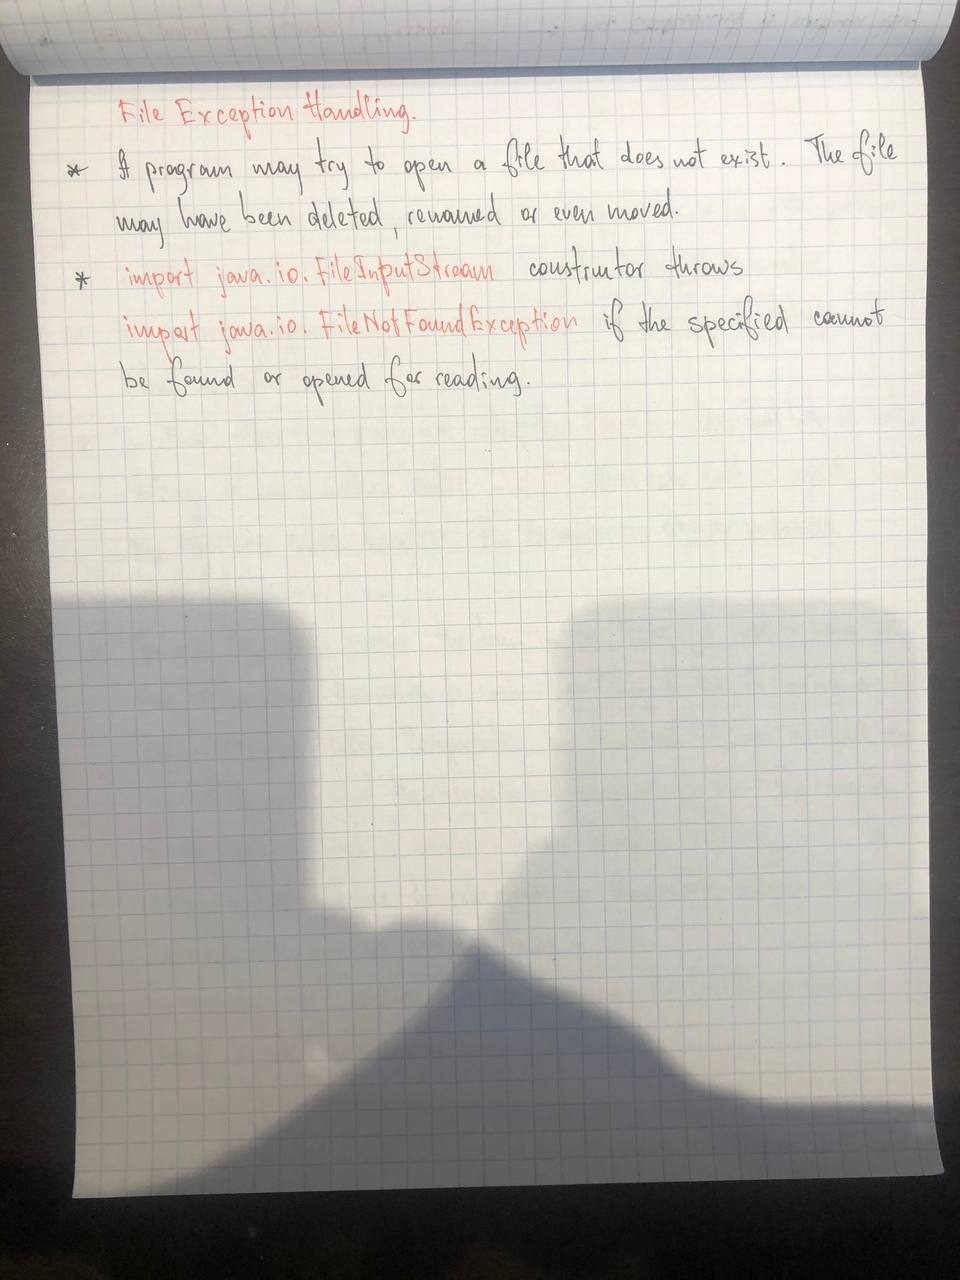 File Exception Handling.
* A program may try to open a file that does not exist. The file
may have been deleted, renamed or even moved.
* import java.io.FileInputStream constructor throws
import java.io.FileNotFoundException if the specified cannot
be found or opened for reading.